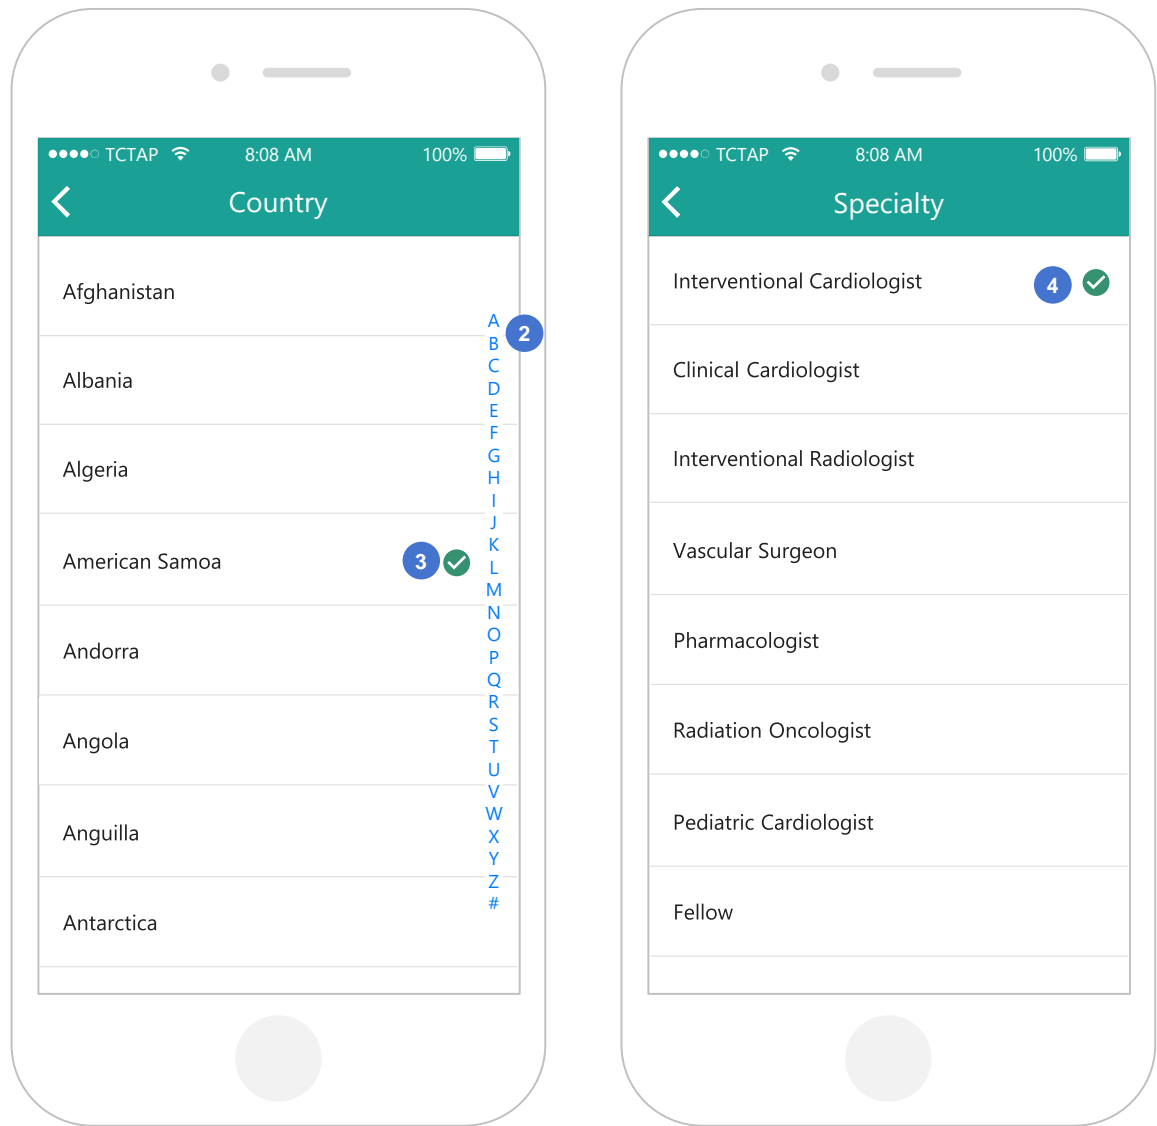 TCTAP 8:08 AM 100%
Country
Afghanistan
Albania
Algeria
American Samoa 3
Andorra
Angola
Anguilla
Antarctica
A
2
B
C
D
E
F
G
H
I
J
K
L
M
N
O
P
Q
R
S
T
U
V
W
X
Y
Z
#
TCTAP 8:08 AM 100%
Specialty
Interventional Cardiologist 4
Clinical Cardiologist
Interventional Radiologist
Vascular Surgeon
Pharmacologist
Radiation Oncologist
Pediatric Cardiologist
Fellow